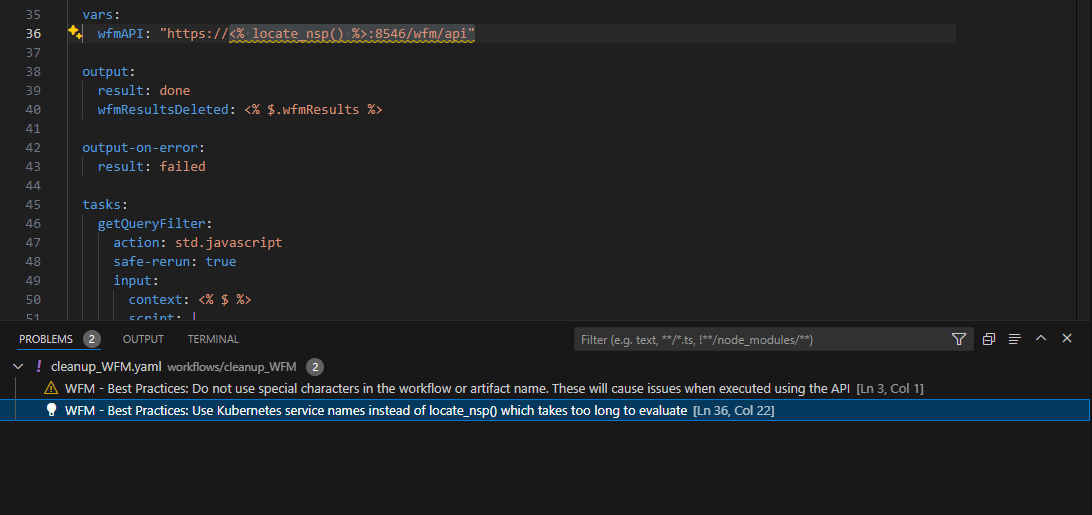 35 vars:
36 wfmAPI: "https://<% locate_nsp() %>:8546/wfm/api"
37
38 output:
39 result: done
40 wfmResultsDeleted: <% $.wfmResults %>
41
42 output-on-error:
43 result: failed
44
45 tasks:
46 getQueryFilter:
47 action: std.javascript
48 safe-rerun: true
49 input:
50 context: <% $ %>
51 script: |
PROBLEMS 2 OUTPUT TERMINAL Filter (e.g. text, **/*.ts, !**/node_modules/**)
! cleanup_WFM.yaml workflows/cleanup_WFM 2
WFM - Best Practices: Do not use special characters in the workflow or artifact name. These will cause issues when executed using the API [Ln 3, Col 1]
WFM - Best Practices: Use Kubernetes service names instead of locate_nsp() which takes too long to evaluate [Ln 36, Col 22]